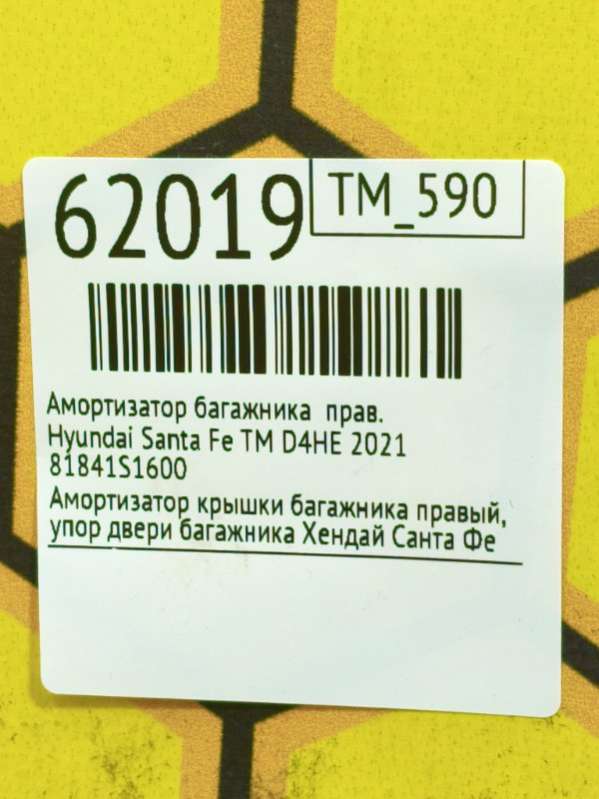 62019
TM_590
Амортизатор багажника прав.
Hyundai Santa Fe TM D4HE 2021
81841S1600
Амортизатор крышки багажника правый,
упор двери багажника Хендай Санта Фе